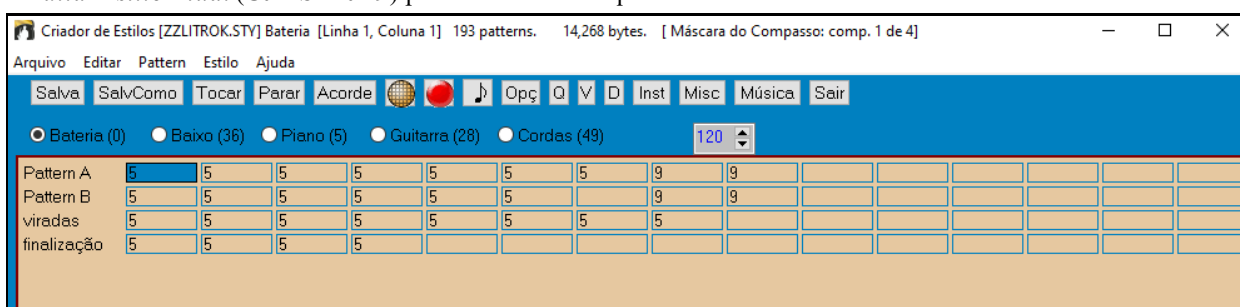 Criador de Estilos [ZZLITROK.STY] Bateria [Linha 1, Coluna 1] 193 patterns. 14,268 bytes. [ Máscara do Compasso: comp. 1 de 4]
Arquivo Editar Pattern Estilo Ajuda
Salva SalvComo Tocar Parar Acorde Opç Q V D Inst Misc Música Sair
Bateria (0) Baixo (36) Piano (5) Guitarra (28) Cordas (49) 120
Pattern A 5 5 5 5 5 5 5 9 9
Pattern B 5 5 5 5 5 5 9 9
viradas 5 5 5 5 5 5 5 5
finalização 5 5 5 5